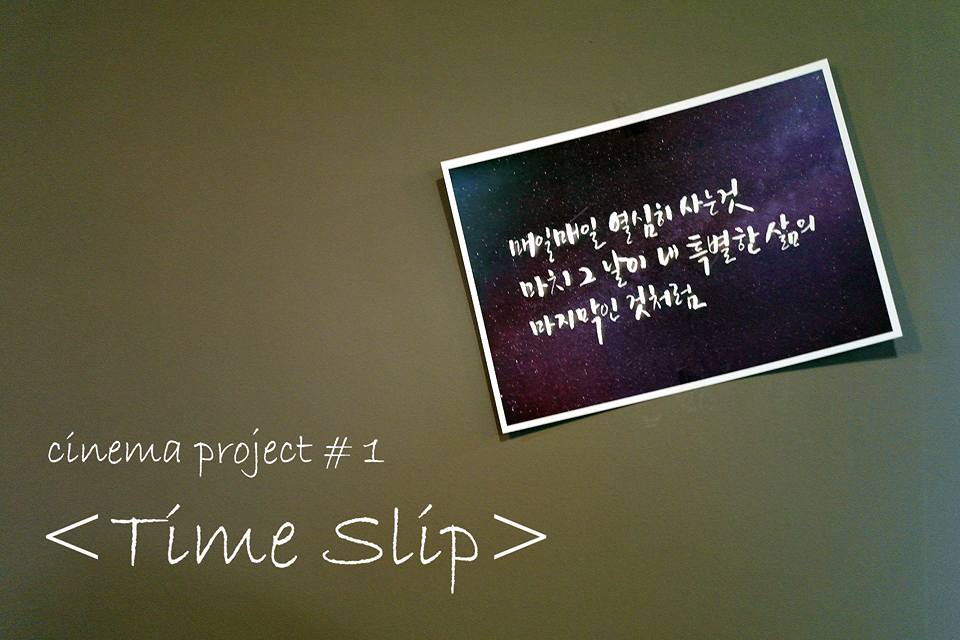 매일매일 열심히 사는것
마치 그 날이 내 특별한 삶의
마지막인 것처럼
cinema project # 1
<Time Slip>